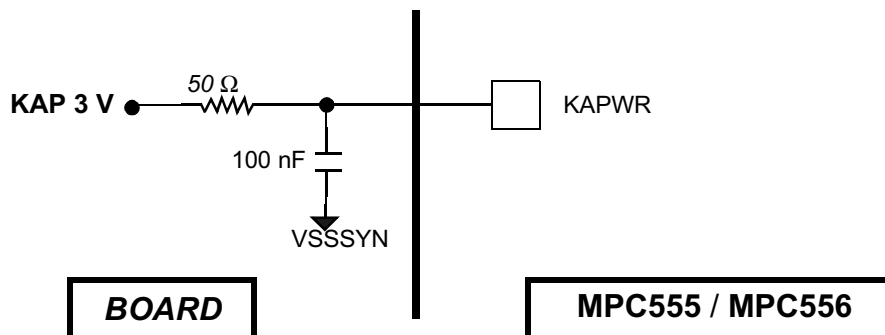 KAP 3 V
50 Ω
KAPWR
100 nF
VSSSYN
BOARD
MPC555 / MPC556